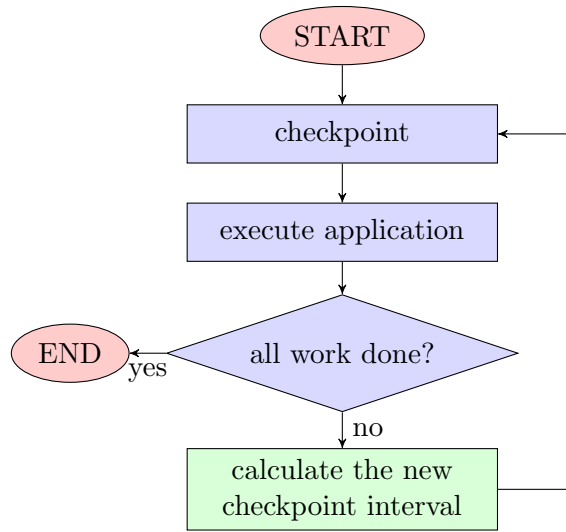 START
checkpoint
execute application
all work done?
END
yes
no
calculate the new
checkpoint interval